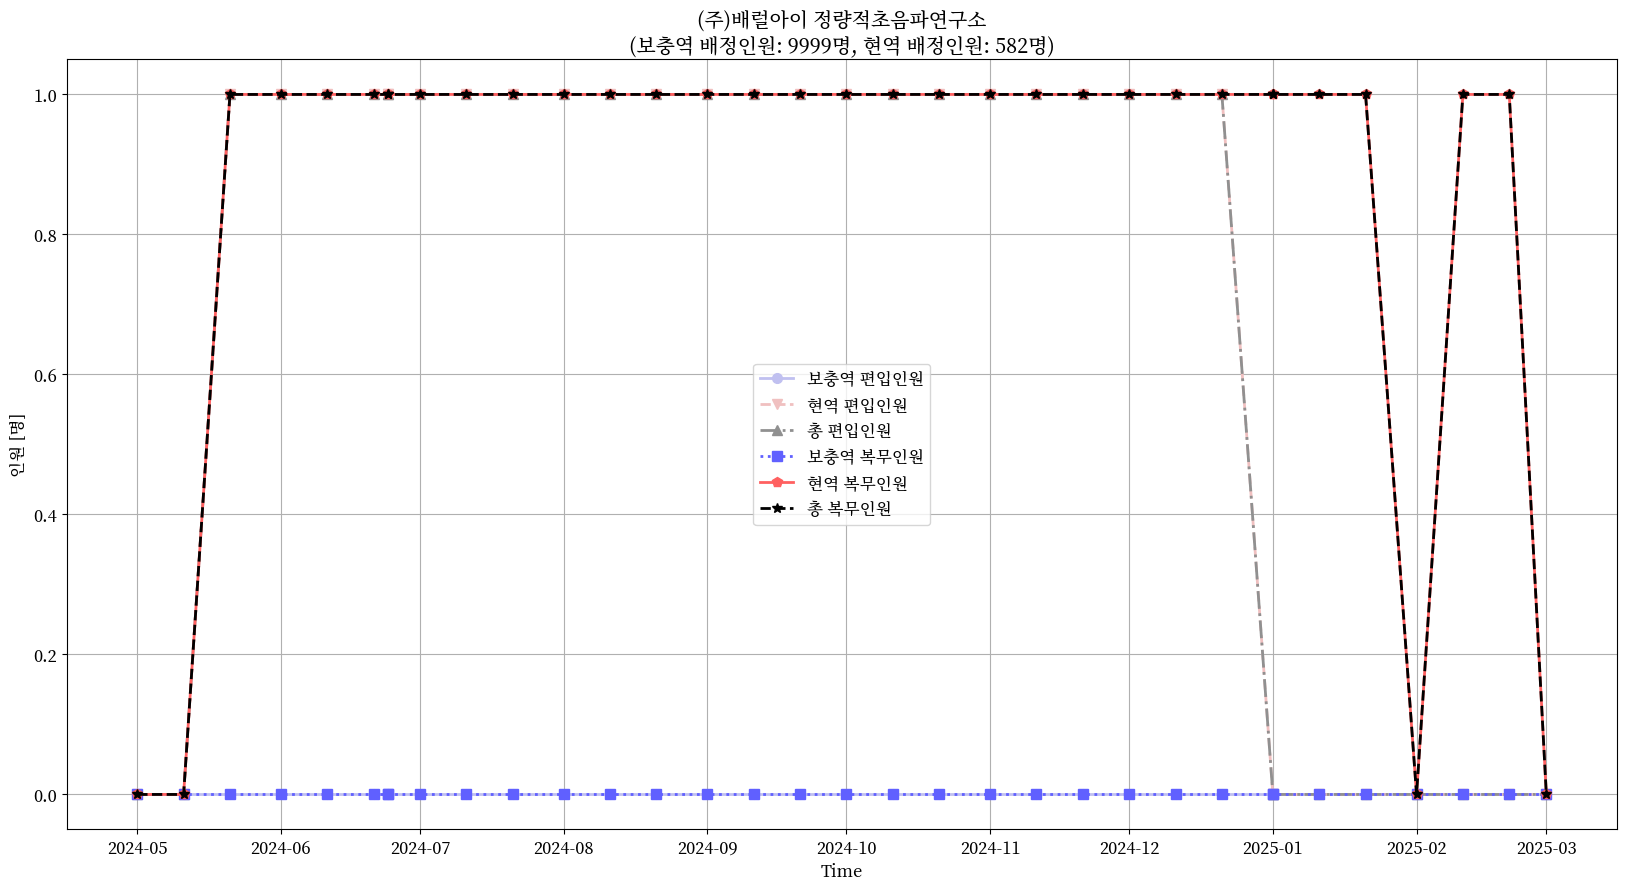 (주)배럴아이 정량적초음파연구소
(보충역 배정인원: 9999명, 현역 배정인원: 582명)
인원 [명]
1.0
0.8
0.6
0.4
0.2
0.0
보충역 편입인원
현역 편입인원
총 편입인원
보충역 복무인원
현역 복무인원
총 복무인원
2024-05 2024-06 2024-07 2024-08 2024-09 2024-10 2024-11 2024-12 2025-01 2025-02 2025-03
Time